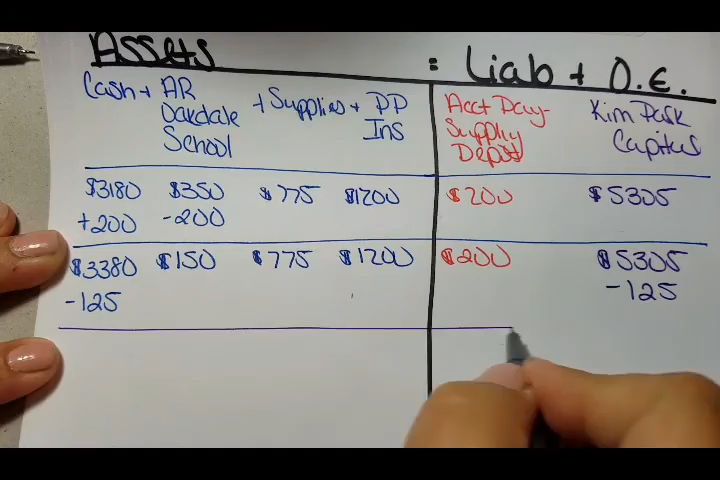 Assets = Liab + O.E.
Cash + AR Oakdale School + Supplies + PP Ins Acct Pay- Supply Depot Kim Park Capital
$3180 $350 $775 $1200 $200 $5305
+200 -200
$3380 $150 $775 $1200 $200 $5305
-125 -125